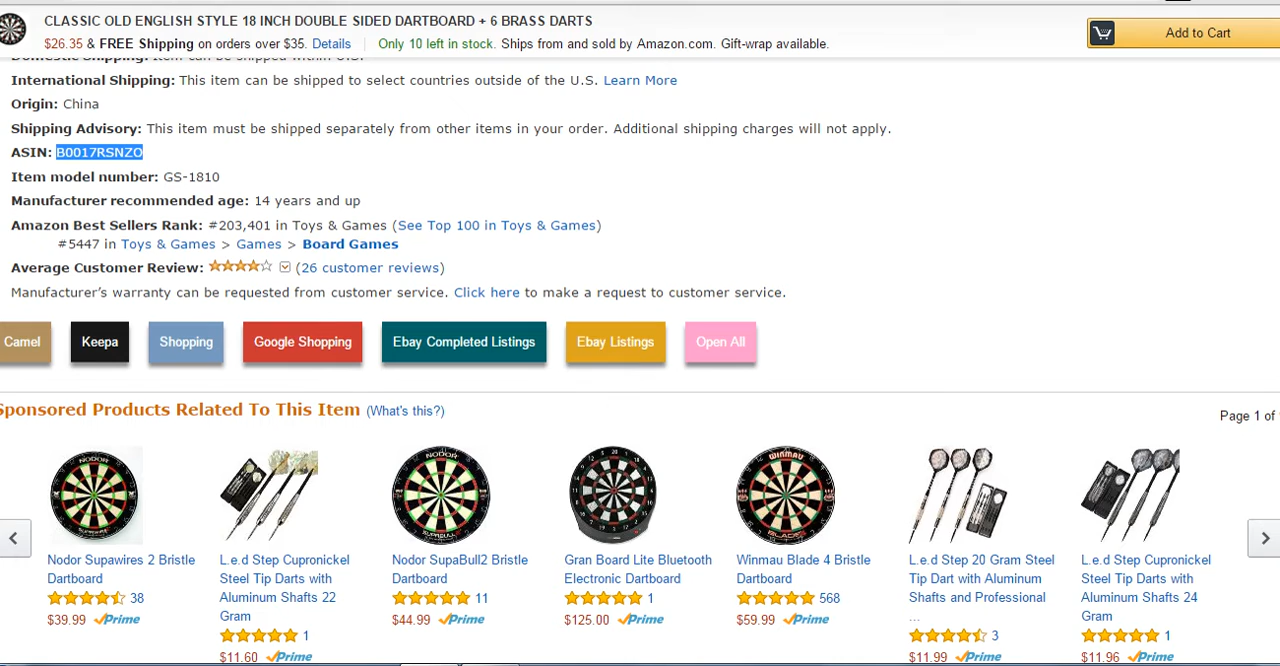 CLASSIC OLD ENGLISH STYLE 18 INCH DOUBLE SIDED DARTBOARD + 6 BRASS DARTS
$26.35 & FREE Shipping on orders over $35. Details Only 10 left in stock. Ships from and sold by Amazon.com. Gift-wrap available.
Add to Cart
Domestic Shipping: Item can be shipped within U.S.
International Shipping: This item can be shipped to select countries outside of the U.S. Learn More
Origin: China
Shipping Advisory: This item must be shipped separately from other items in your order. Additional shipping charges will not apply.
ASIN: B0017RSNZO
Item model number: GS-1810
Manufacturer recommended age: 14 years and up
Amazon Best Sellers Rank: #203,401 in Toys & Games (See Top 100 in Toys & Games)
#5447 in Toys & Games > Games > Board Games
Average Customer Review: (26 customer reviews)
Manufacturer's warranty can be requested from customer service. Click here to make a request to customer service.
Camel Keepa Shopping Google Shopping Ebay Completed Listings Ebay Listings Open All
Sponsored Products Related To This Item (What's this?)
Page 1 of
Nodor Supawires 2 Bristle
Dartboard
38
$39.99 Prime
L.e.d Step Cupronickel
Steel Tip Darts with
Aluminum Shafts 22
Gram
1
$11.60 Prime
NODOR
Nodor SupaBull2 Bristle
Dartboard
11
$44.99 Prime
Gran Board Lite Bluetooth
Electronic Dartboard
1
$125.00 Prime
WINMAU
Winmau Blade 4 Bristle
Dartboard
568
$59.99 Prime
L.e.d Step 20 Gram Steel
Tip Dart with Aluminum
Shafts and Professional
...
3
$11.99 Prime
L.e.d Step Cupronickel
Steel Tip Darts with
Aluminum Shafts 24
Gram
1
$11.96 Prime